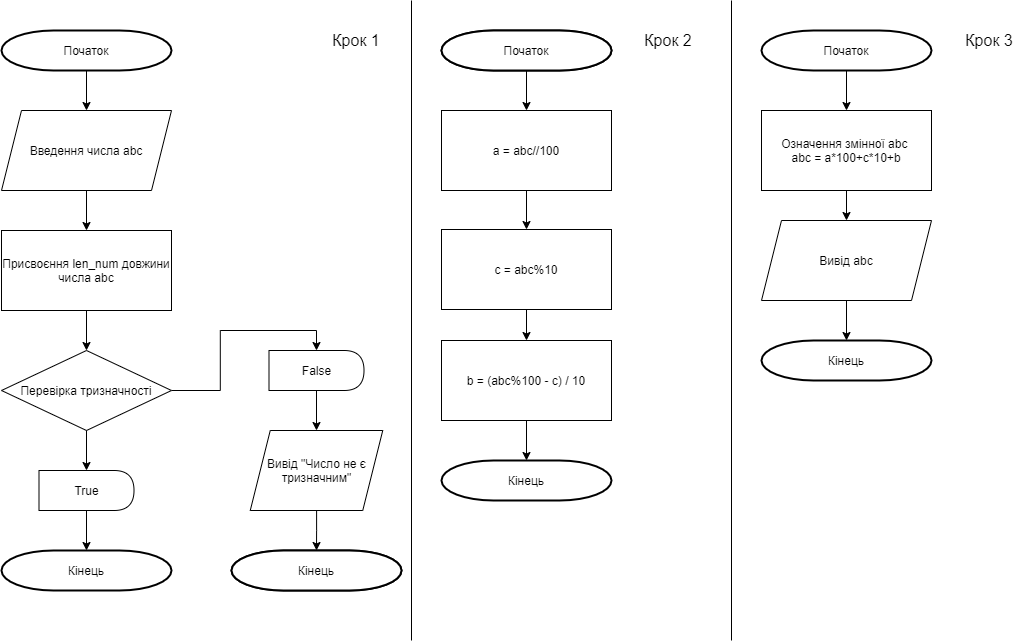 Крок 1
Початок
Введення числа abc
Присвоєння len_num довжини
числа abc
Перевірка тризначності
False
Вивід "Число не є
тризначним"
True
Кінець
Кінець
Крок 2
Початок
a = abc//100
c = abc%10
b = (abc%100 - c) / 10
Кінець
Крок 3
Початок
Означення змінної abc
abc = a*100+c*10+b
Вивід abc
Кінець